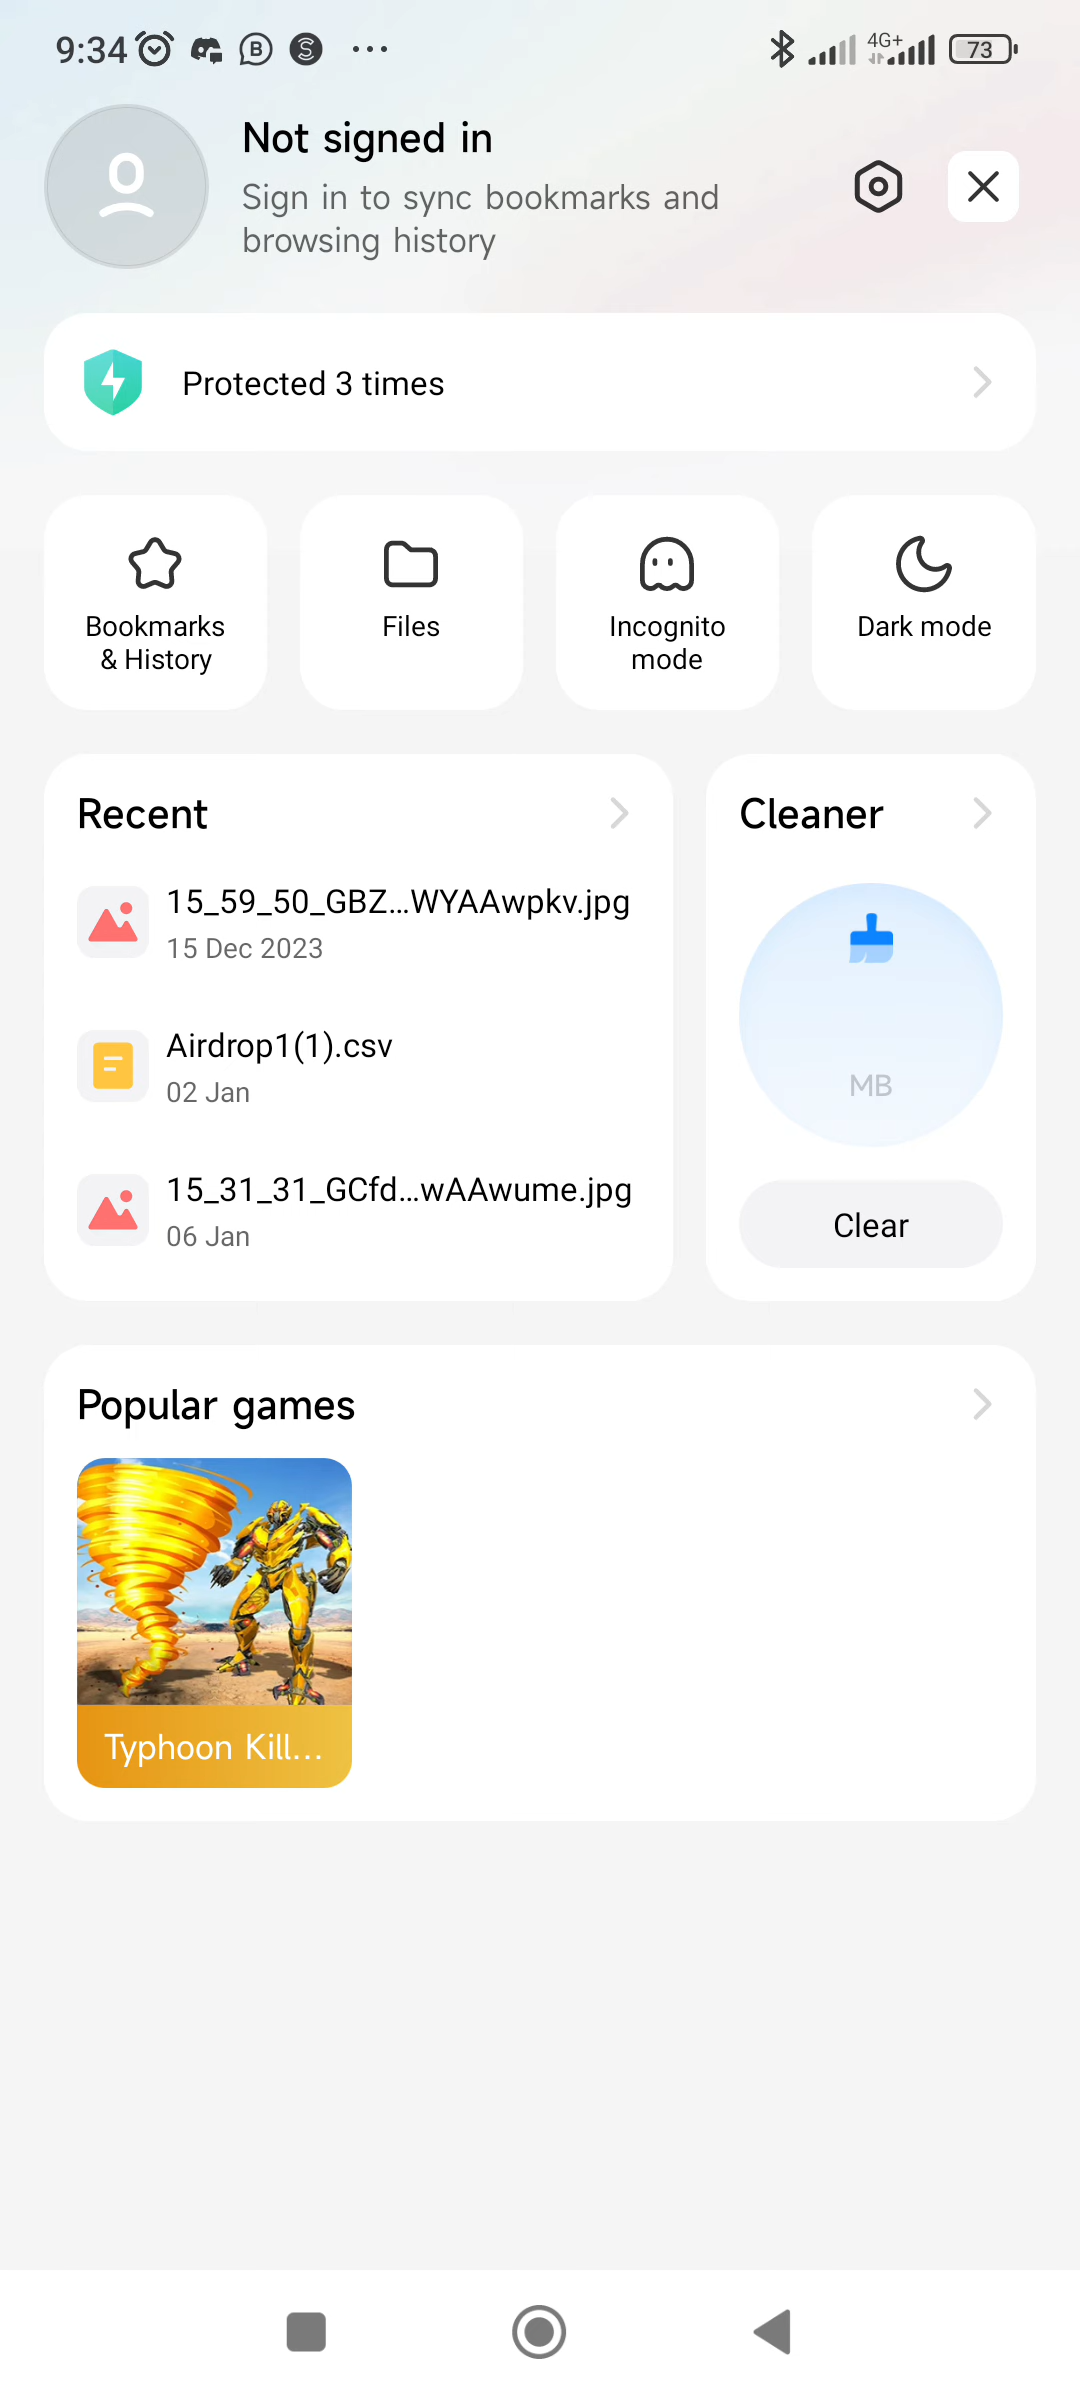 9:34
4G+
73
Not signed in
Sign in to sync bookmarks and
browsing history
Protected 3 times
Bookmarks
& History
Files
Incognito
mode
Dark mode
Recent
15_59_50_GBZ...WYAAwpkv.jpg
15 Dec 2023
Airdrop1(1).csv
02 Jan
15_31_31_GCfd...wAAwume.jpg
06 Jan
Cleaner
MB
Clear
Popular games
Typhoon Kill...